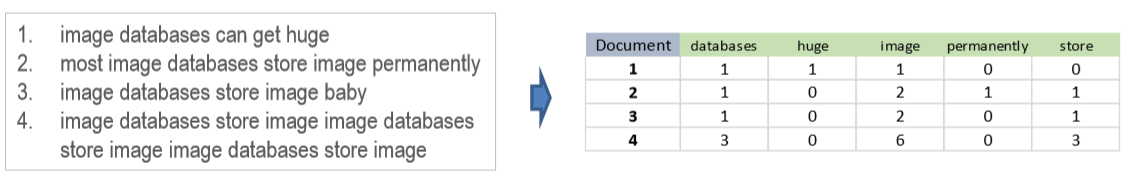 1. image databases can get huge
2. most image databases store image permanently
3. image databases store image baby
4. image databases store image image databases
store image image databases store image
Document databases huge image permanently store
1 1 1 1 0 0
2 1 0 2 1 1
3 1 0 2 0 1
4 3 0 6 0 3